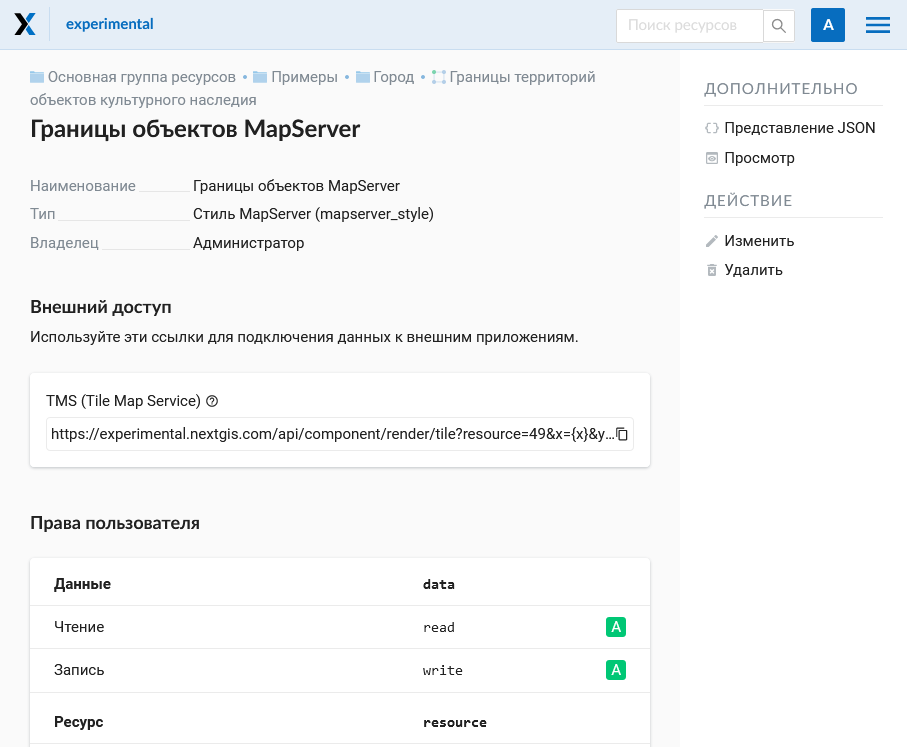 experimental
Поиск ресурсов
A
Основная группа ресурсов • Примеры • Город • Границы территорий
объектов культурного наследия
Границы объектов MapServer
Наименование Границы объектов MapServer
Тип Стиль MapServer (mapserver_style)
Владелец Администратор
Внешний доступ
Используйте эти ссылки для подключения данных к внешним приложениям.
TMS (Tile Map Service)
https://experimental.nextgis.com/api/component/render/tile?resource=49&x={x}&y...
Права пользователя
Данные data
Чтение read A
Запись write A
Ресурс resource
ДОПОЛНИТЕЛЬНО
Представление JSON
Просмотр
ДЕЙСТВИЕ
Изменить
Удалить